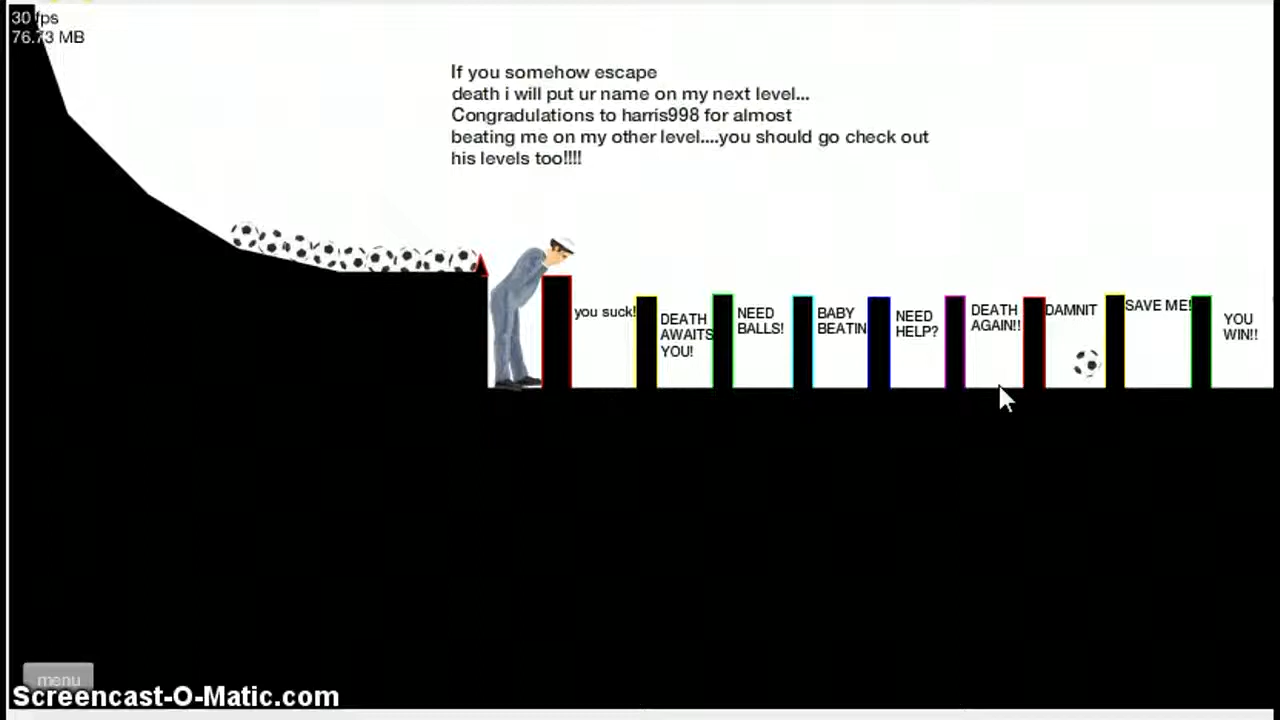 30 fps
76.73 MB
If you somehow escape
death i will put ur name on my next level...
Congradulations to harris998 for almost
beating me on my other level....you should go check out
his levels too!!!!
you suck!
DEATH
AWAITS
YOU!
NEED
BALLS!
BABY
BEATIN
NEED
HELP?
DEATH
AGAIN!!
DAMNIT
SAVE ME!
YOU
WIN!!
menu
Screencast-O-Matic.com